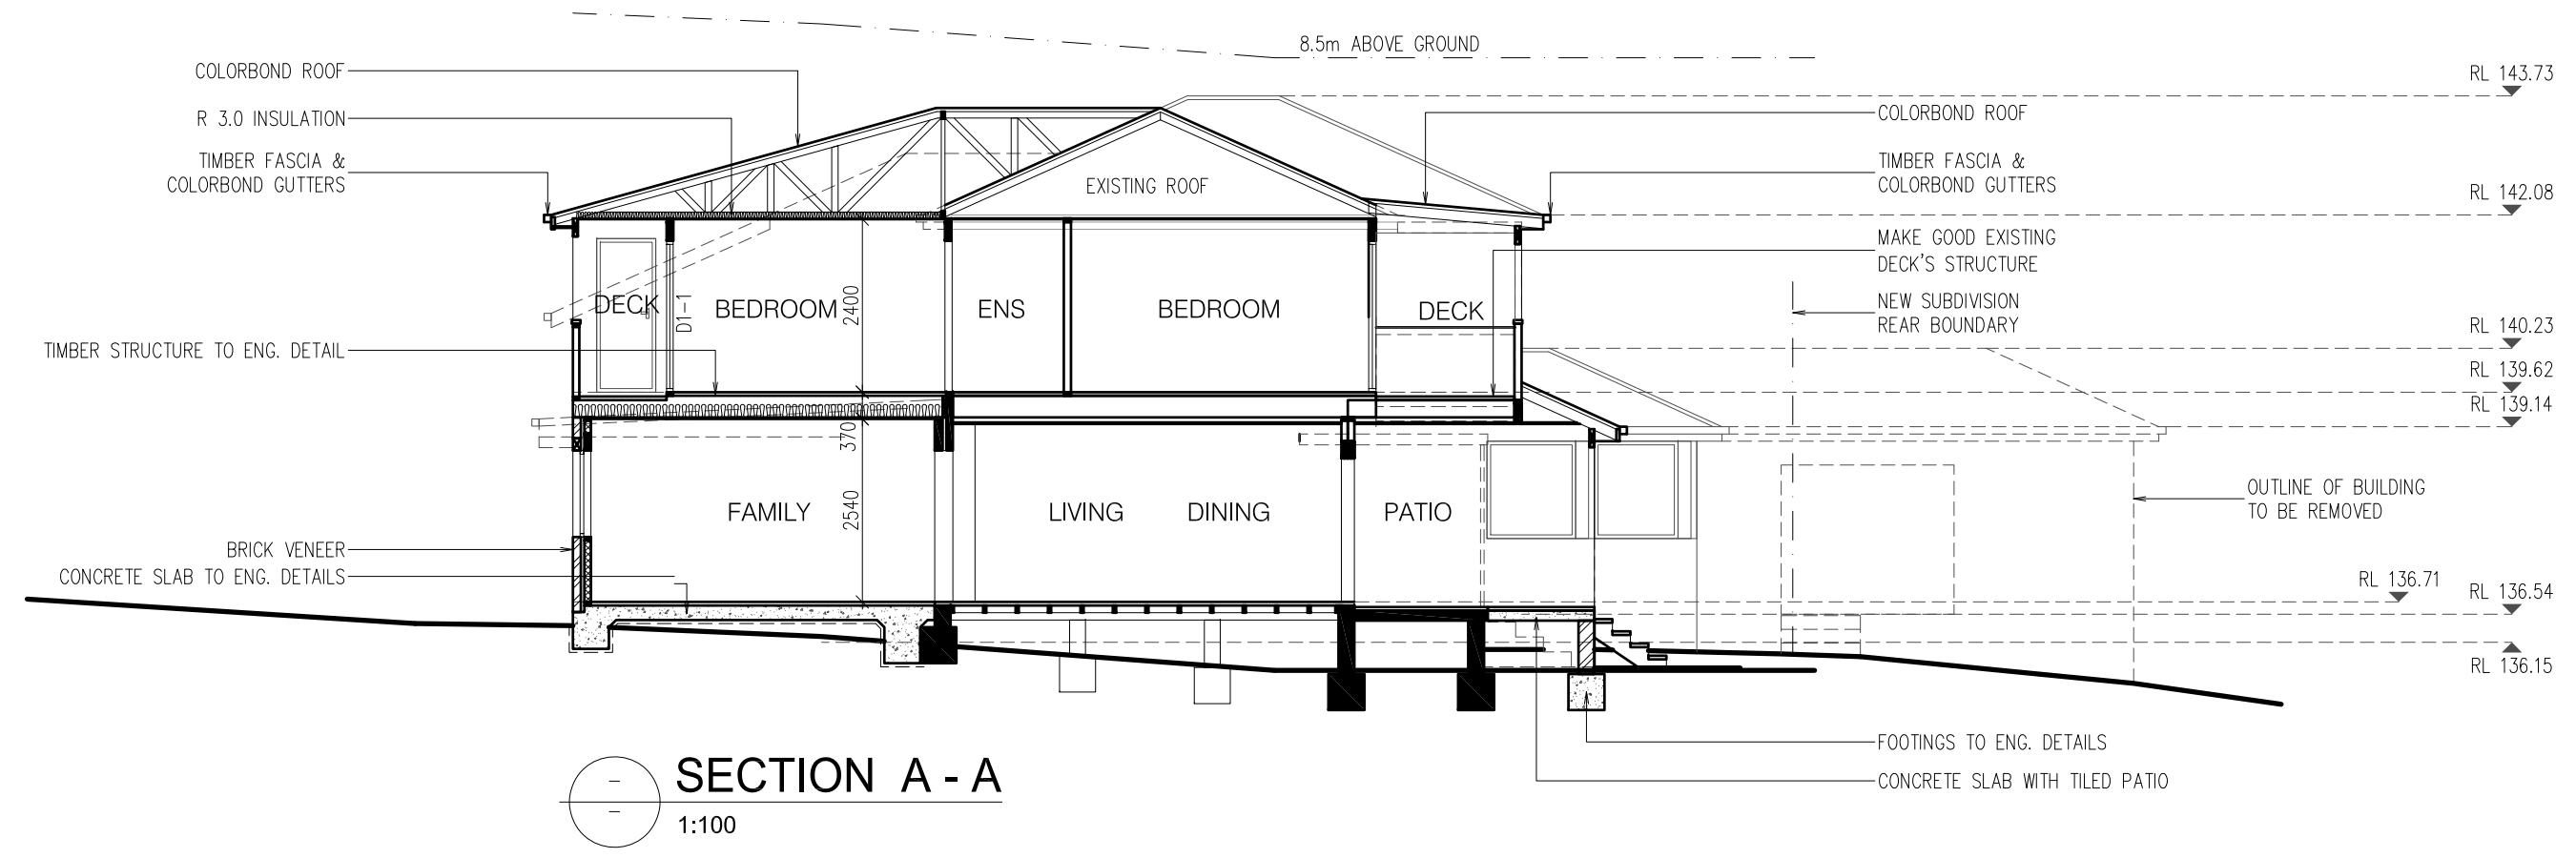 8.5m ABOVE GROUND
COLORBOND ROOF
R 3.0 INSULATION
TIMBER FASCIA &
COLORBOND GUTTERS
TIMBER STRUCTURE TO ENG. DETAIL
BRICK VENEER
CONCRETE SLAB TO ENG. DETAILS
EXISTING ROOF
DECK
D1-1
BEDROOM
2400
ENS
BEDROOM
DECK
370
FAMILY
2540
LIVING
DINING
PATIO
COLORBOND ROOF
TIMBER FASCIA &
COLORBOND GUTTERS
MAKE GOOD EXISTING
DECK'S STRUCTURE
NEW SUBDIVISION
REAR BOUNDARY
OUTLINE OF BUILDING
TO BE REMOVED
FOOTINGS TO ENG. DETAILS
CONCRETE SLAB WITH TILED PATIO
RL 143.73
RL 142.08
RL 140.23
RL 139.62
RL 139.14
RL 136.71
RL 136.54
RL 136.15
SECTION A - A
1:100